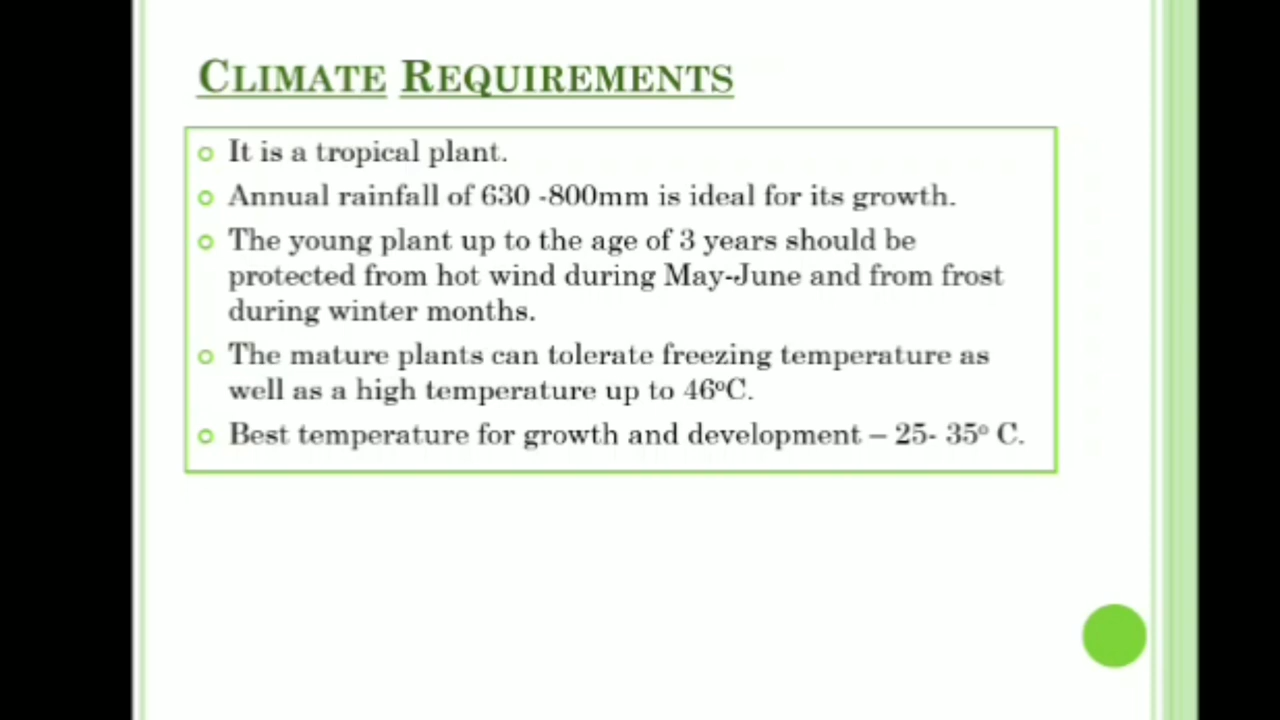 CLIMATE REQUIREMENTS
It is a tropical plant.
Annual rainfall of 630 -800mm is ideal for its growth.
The young plant up to the age of 3 years should be
protected from hot wind during May-June and from frost
during winter months.
The mature plants can tolerate freezing temperature as
well as a high temperature up to 46ºC.
Best temperature for growth and development – 25- 35º C.